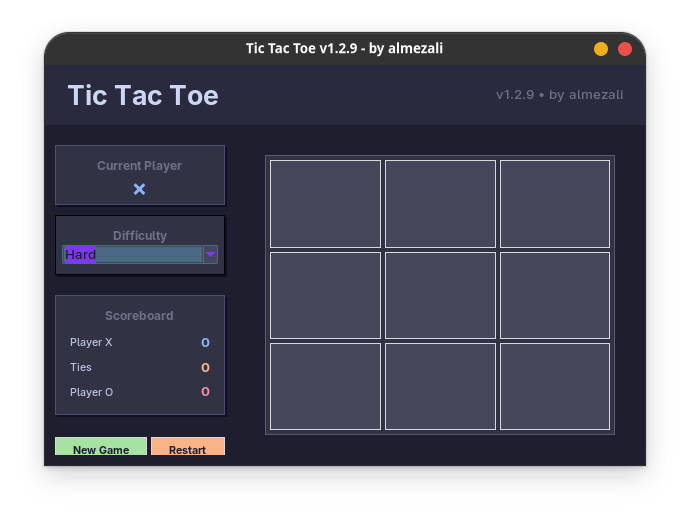 Tic Tac Toe v1.2.9 - by almezali
Tic Tac Toe
v1.2.9 • by almezali
Current Player
×
Difficulty
Hard
Scoreboard
Player X 0
Ties 0
Player O 0
New Game
Restart